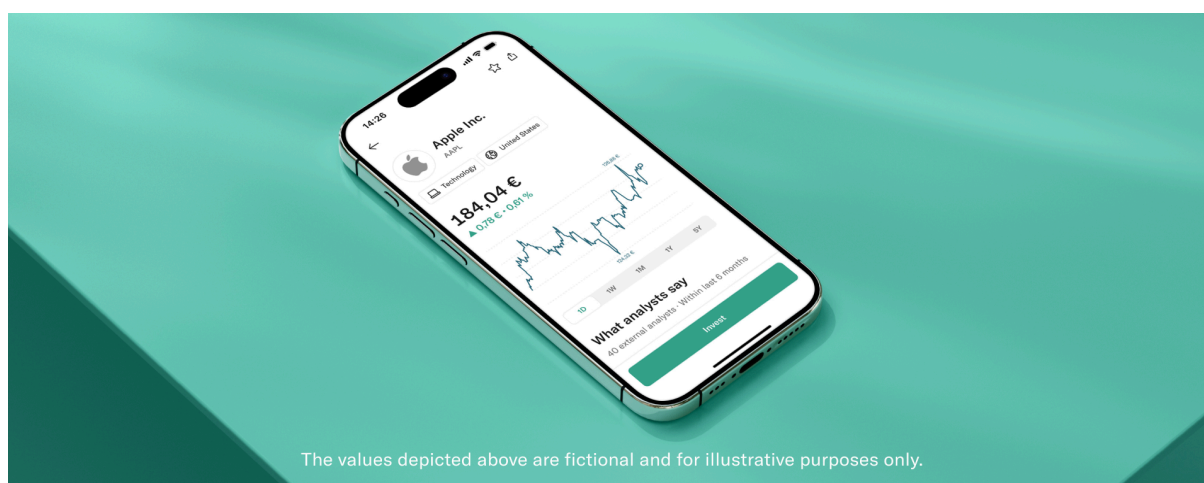 14:26
Apple Inc.
AAPL
Technology
United States
184,04 €
▲ 0,78 € · 0,61 %
1D
1W
1M
1Y
5Y
What analysts say
40 external analysts · Within last 6 months
Invest
The values depicted above are fictional and for illustrative purposes only.